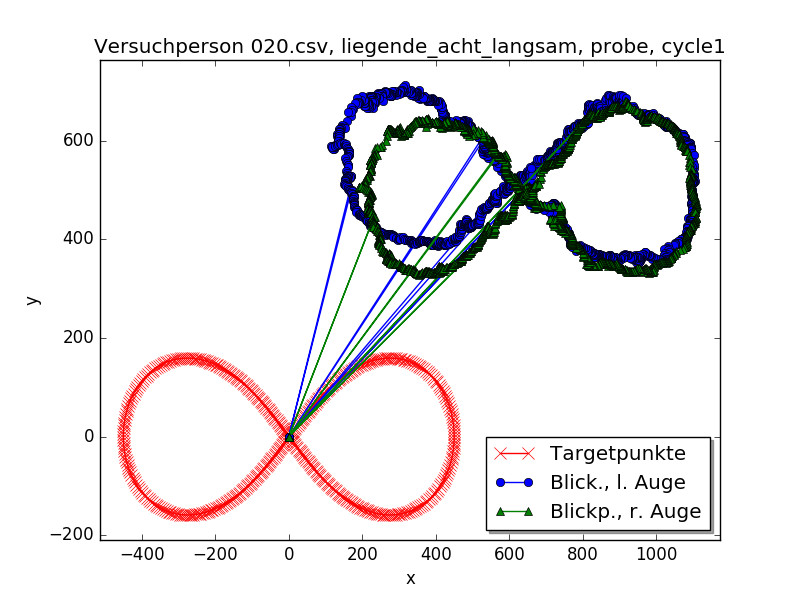 Versuchperson 020.csv, liegende_acht_langsam, probe, cycle1
y
600
400
200
0
−200
−400
−200
0
200
400
600
800
1000
x
Targetpunkte
Blick., l. Auge
Blickp., r. Auge